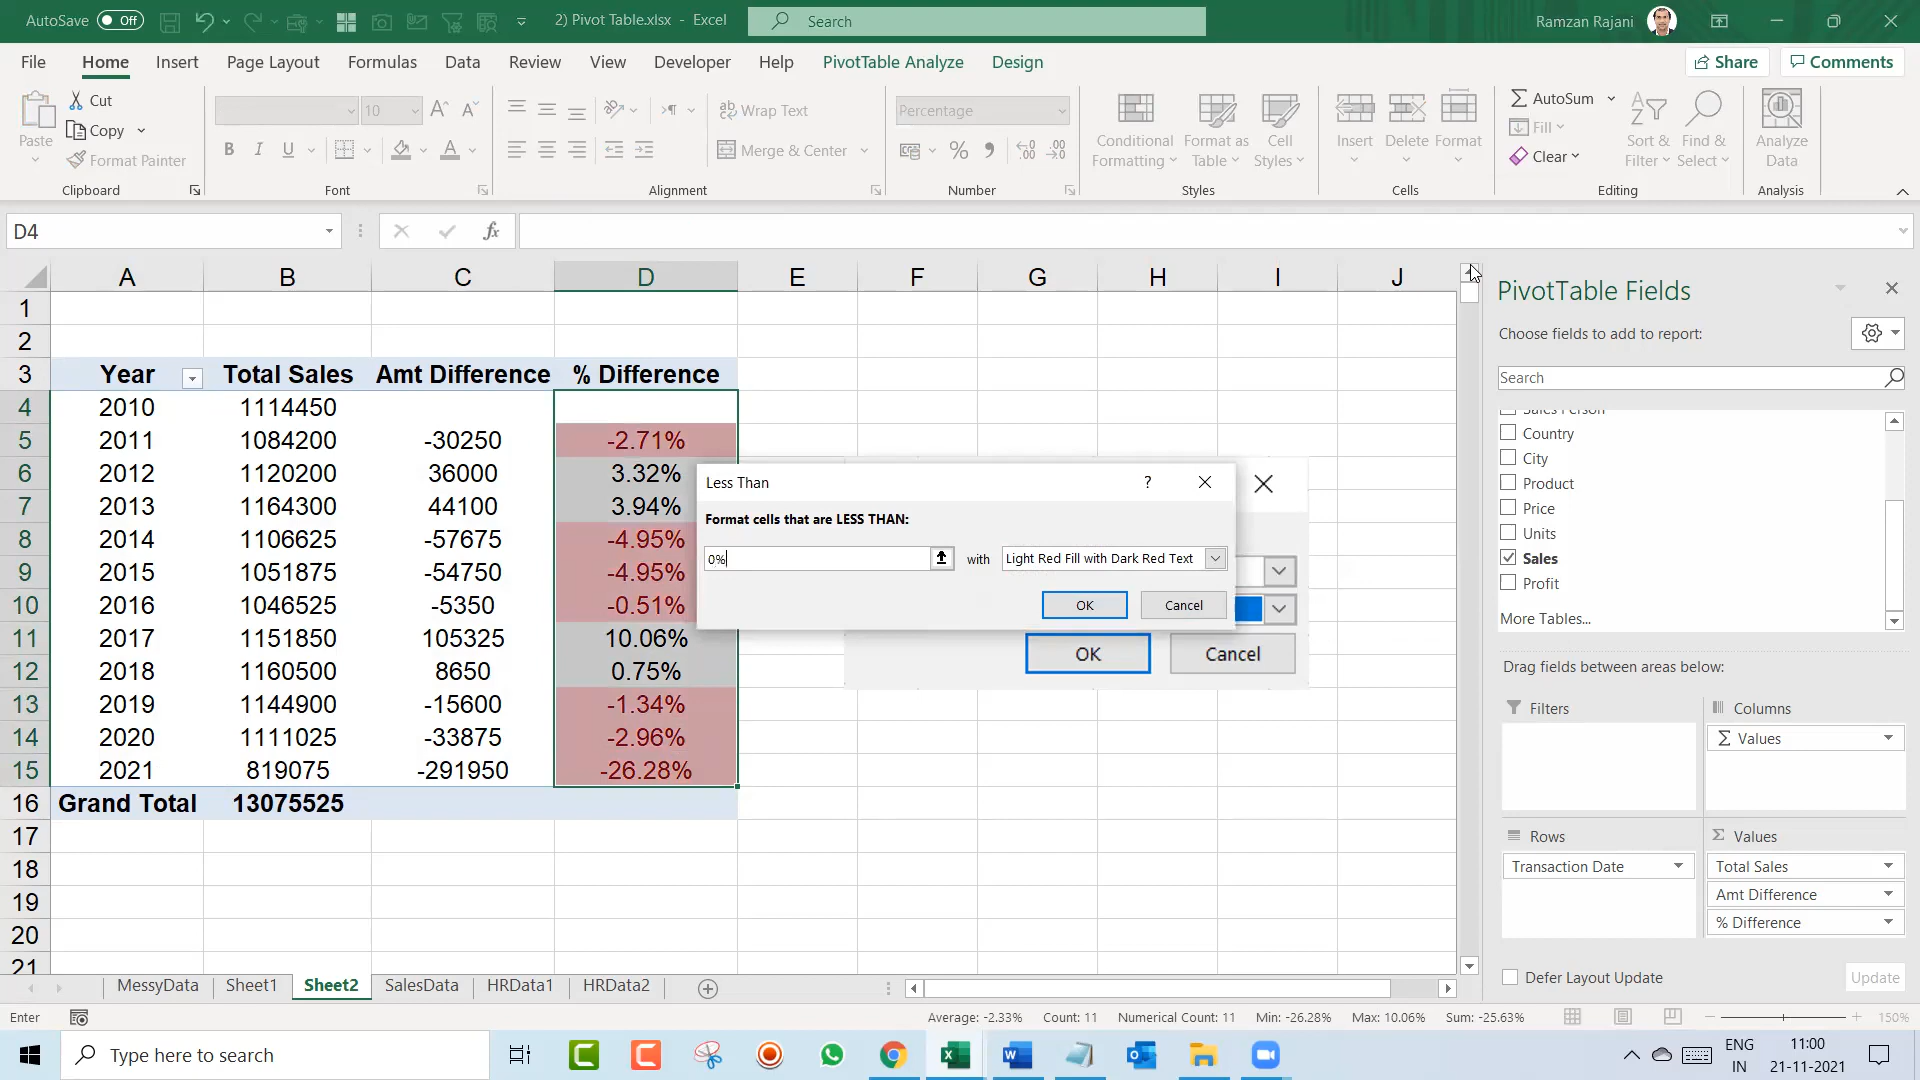 AutoSave Off 2) Pivot Table.xlsx - Excel Search Ramzan Rajani
File Home Insert Page Layout Formulas Data Review View Developer Help PivotTable Analyze Design Share Comments
Paste
Cut
Copy
Format Painter
Clipboard
10
B I U
Font
Wrap Text
Merge & Center
Alignment
Percentage
Number
Conditional Formatting
Format as Table
Cell Styles
Styles
Insert Delete Format
Cells
AutoSum
Fill
Clear
Sort & Filter
Find & Select
Editing
Analyze Data
Analysis
D4 fx
A B C D E F G H I J
1
2
3 Year Total Sales Amt Difference % Difference
4 2010 1114450
5 2011 1084200 -30250 -2.71%
6 2012 1120200 36000 3.32%
7 2013 1164300 44100 3.94%
8 2014 1106625 -57675 -4.95%
9 2015 1051875 -54750 -4.95%
10 2016 1046525 -5350 -0.51%
11 2017 1151850 105325 10.06%
12 2018 1160500 8650 0.75%
13 2019 1144900 -15600 -1.34%
14 2020 1111025 -33875 -2.96%
15 2021 819075 -291950 -26.28%
16 Grand Total 13075525
17
18
19
20
21
Less Than ?
Format cells that are LESS THAN:
0% with Light Red Fill with Dark Red Text
OK Cancel
OK Cancel
PivotTable Fields
Choose fields to add to report:
Search
Sales Person
Country
City
Product
Price
Units
Sales
Profit
More Tables...
Drag fields between areas below:
Filters
Columns
Values
Rows
Transaction Date
Values
Total Sales
Amt Difference
% Difference
Defer Layout Update Update
MessyData Sheet1 Sheet2 SalesData HRData1 HRData2
Enter Average: -2.33% Count: 11 Numerical Count: 11 Min: -26.28% Max: 10.06% Sum: -25.63% 150%
Type here to search
ENG
IN
11:00
21-11-2021